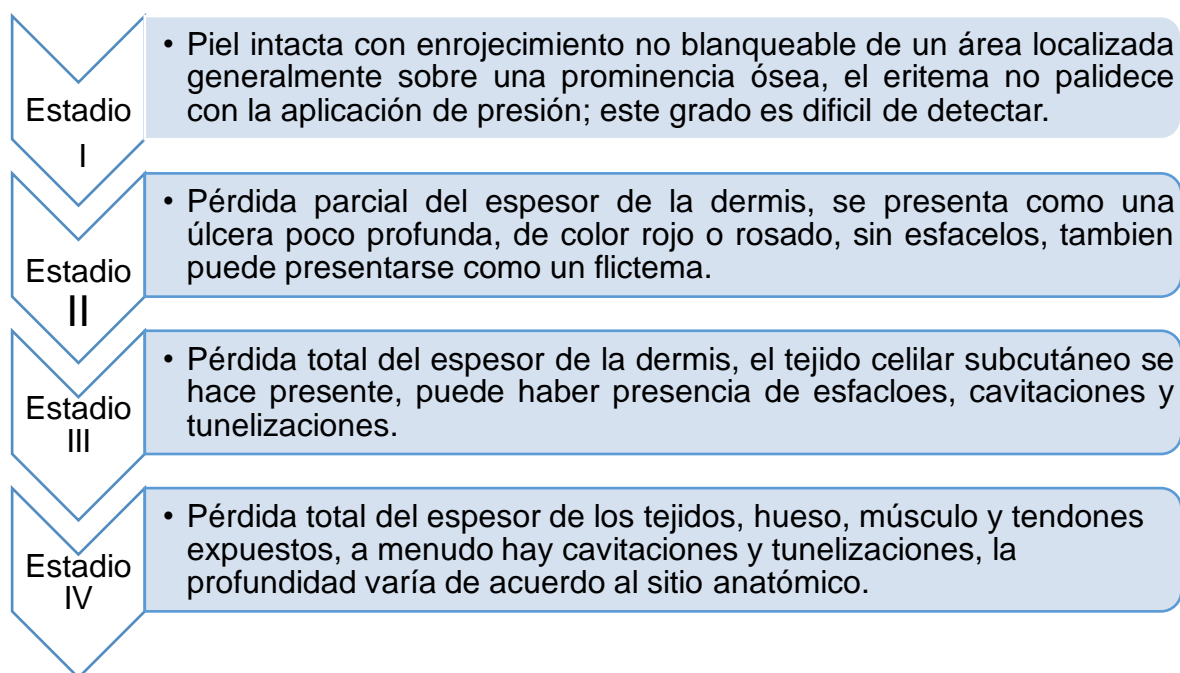 Estadio
I
• Piel intacta con enrojecimiento no blanqueable de un área localizada
generalmente sobre una prominencia ósea, el eritema no palidece
con la aplicación de presión; este grado es dificil de detectar.
Estadio
II
• Pérdida parcial del espesor de la dermis, se presenta como una
úlcera poco profunda, de color rojo o rosado, sin esfacelos, tambien
puede presentarse como un flictema.
Estadio
III
• Pérdida total del espesor de la dermis, el tejido celilar subcutáneo se
hace presente, puede haber presencia de esfacloes, cavitaciones y
tunelizaciones.
Estadio
IV
• Pérdida total del espesor de los tejidos, hueso, músculo y tendones
expuestos, a menudo hay cavitaciones y tunelizaciones, la
profundidad varía de acuerdo al sitio anatómico.